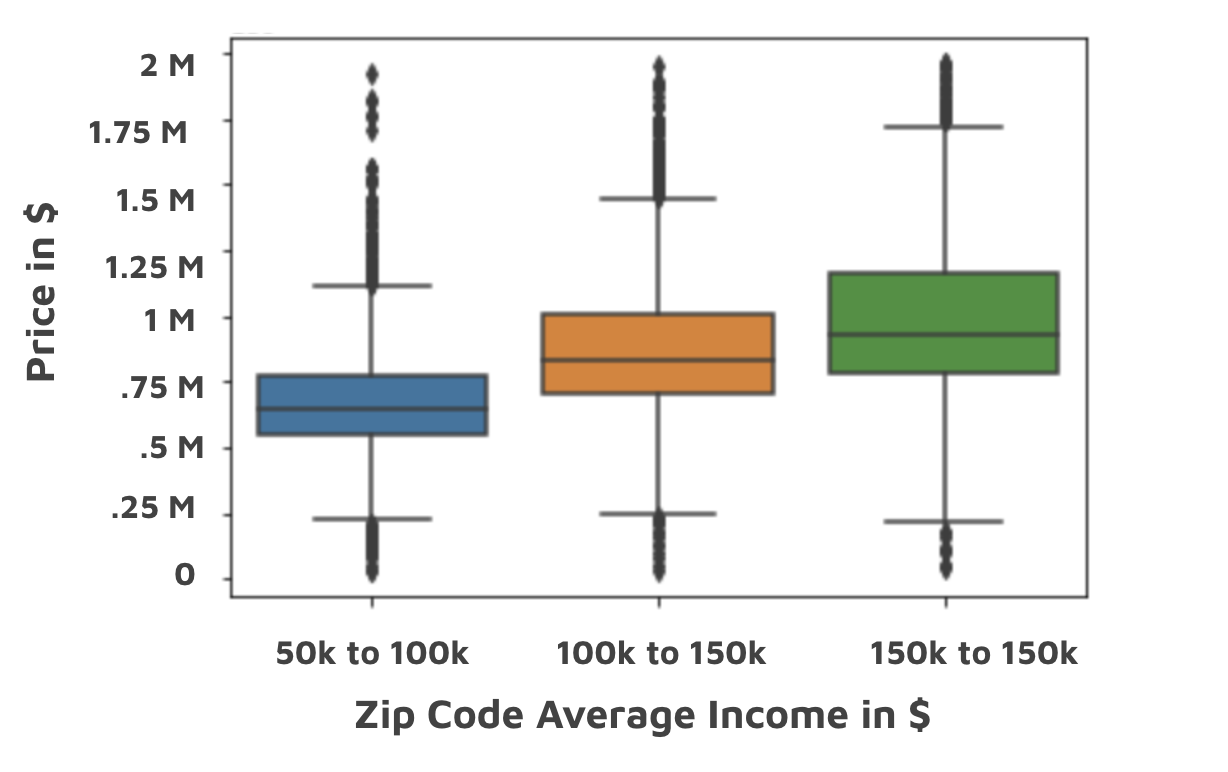 2 M
1.75 M
1.5 M
1.25 M
1 M
.75 M
.5 M
.25 M
0
Price in $
50k to 100k 100k to 150k 150k to 150k
Zip Code Average Income in $